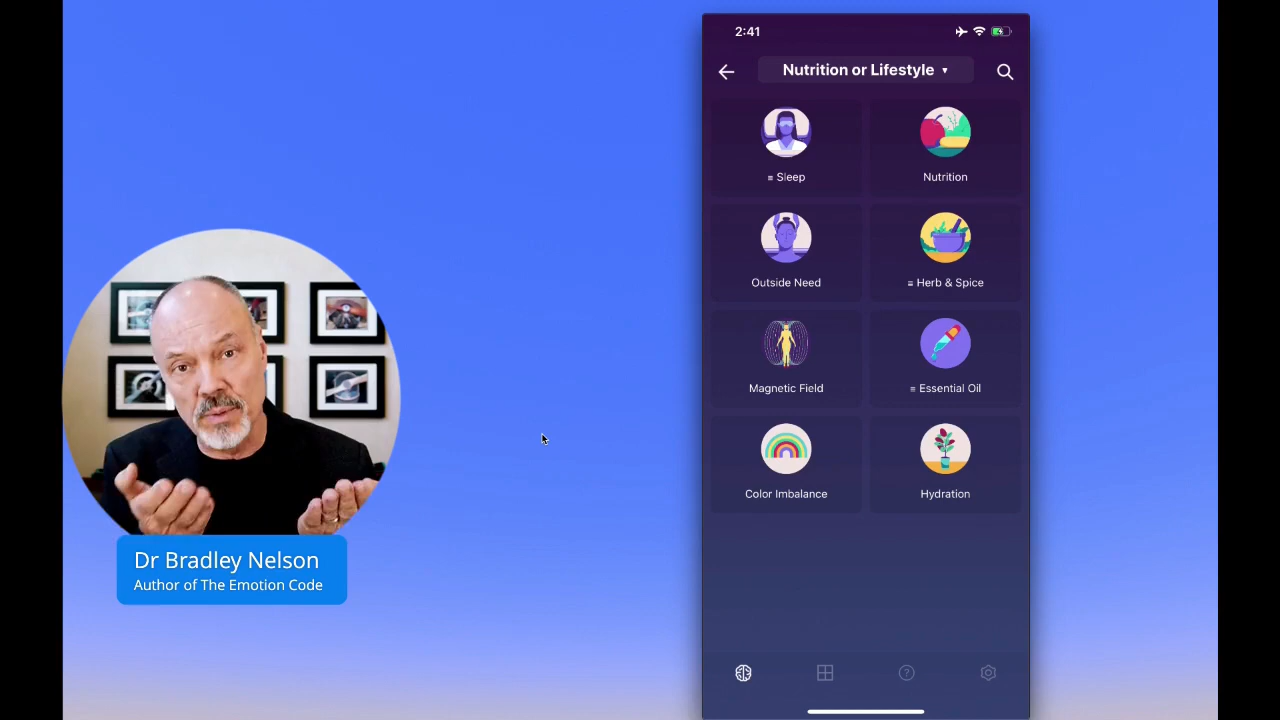 2:41
Nutrition or Lifestyle ▾
≡ Sleep
Nutrition
Outside Need
≡ Herb & Spice
Magnetic Field
≡ Essential Oil
Color Imbalance
Hydration
?
Dr Bradley Nelson
Author of The Emotion Code